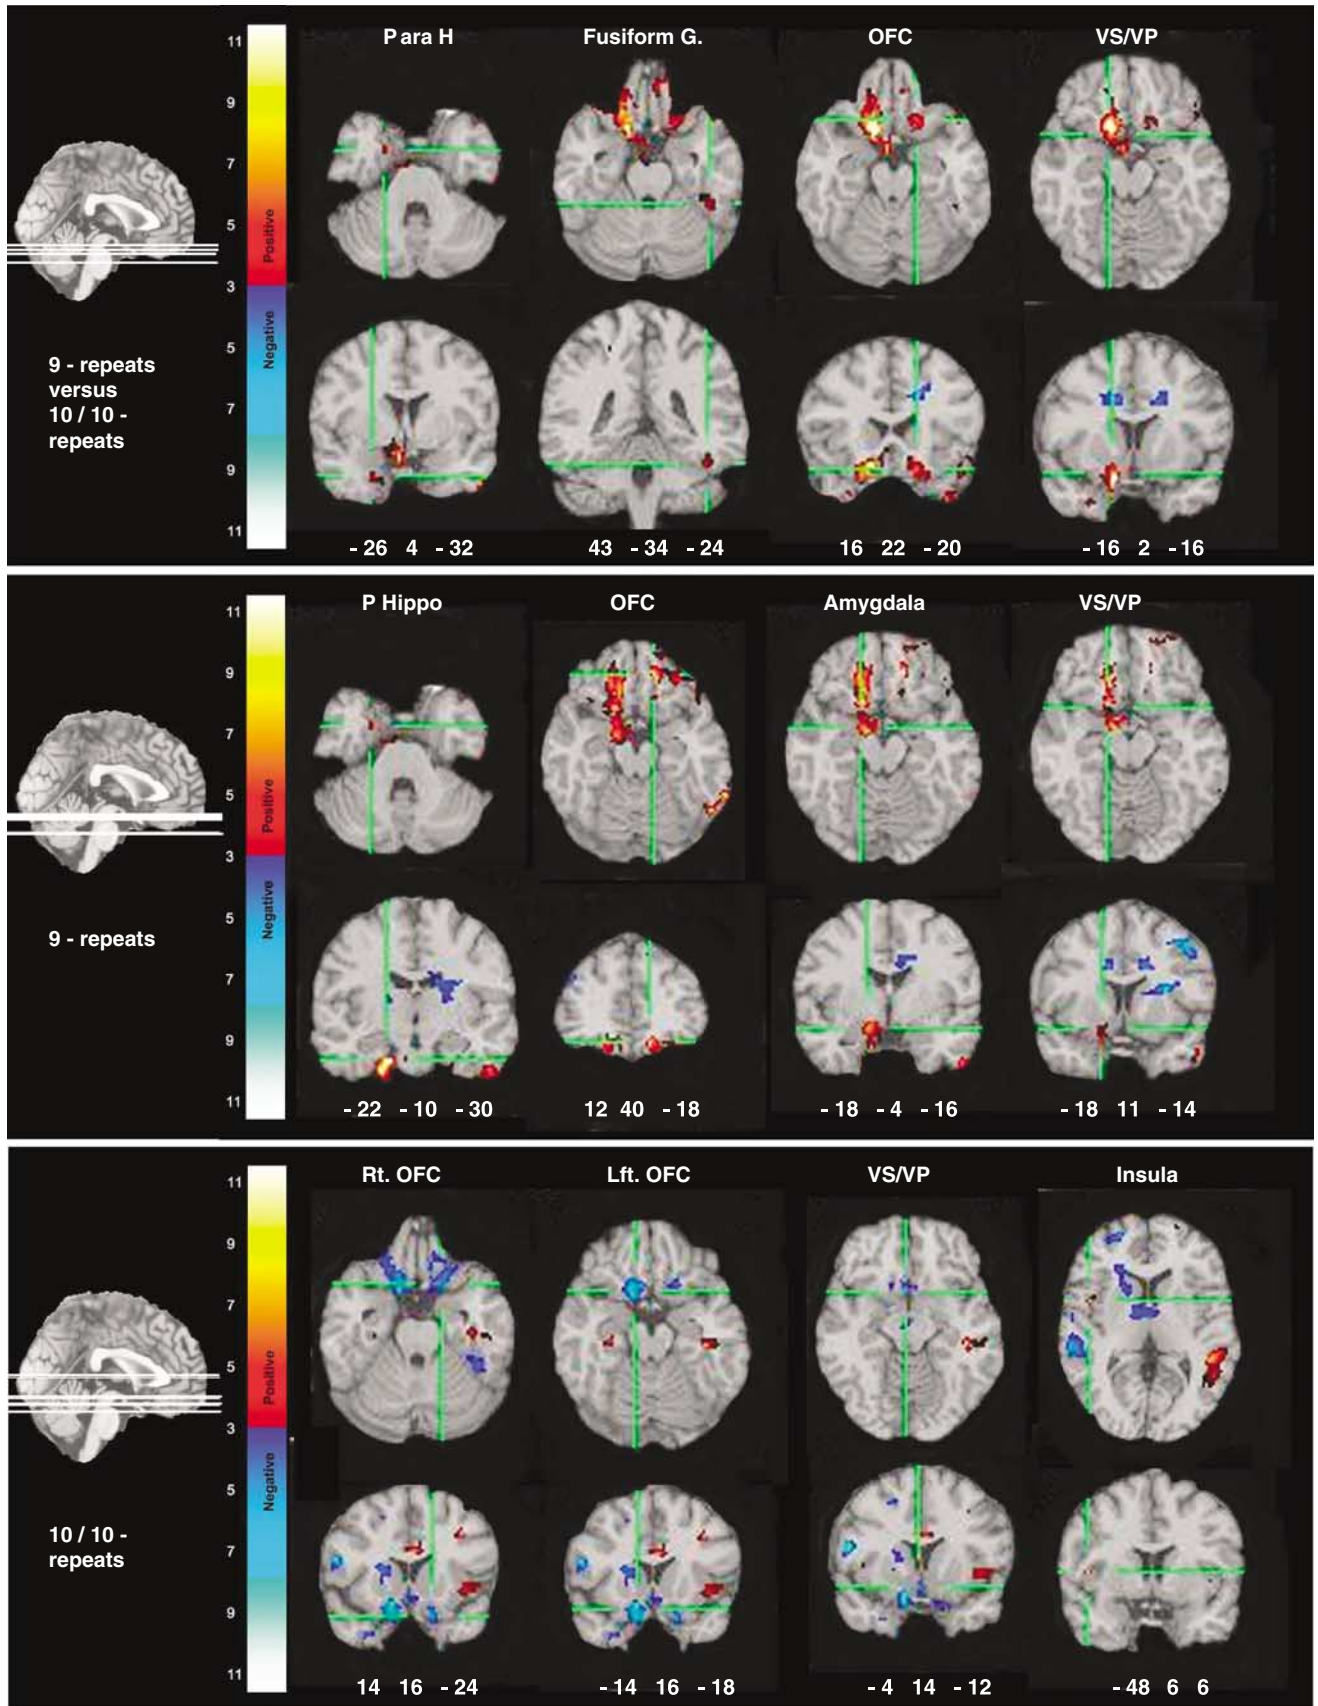 Para H Fusiform G. OFC VS/VP
11
9
7
5
3
5
7
9
11
Positive
Negative
9 - repeats
versus
10 / 10 -
repeats
- 26 4 - 32 43 - 34 - 24 16 22 - 20 - 16 2 - 16
P Hippo OFC Amygdala VS/VP
11
9
7
5
3
5
7
9
11
Positive
Negative
9 - repeats
- 22 - 10 - 30 12 40 - 18 - 18 - 4 - 16 - 18 11 - 14
Rt. OFC Lft. OFC VS/VP Insula
11
9
7
5
3
5
7
9
11
Positive
Negative
10 / 10 -
repeats
14 16 - 24 - 14 16 - 18 - 4 14 - 12 - 48 6 6